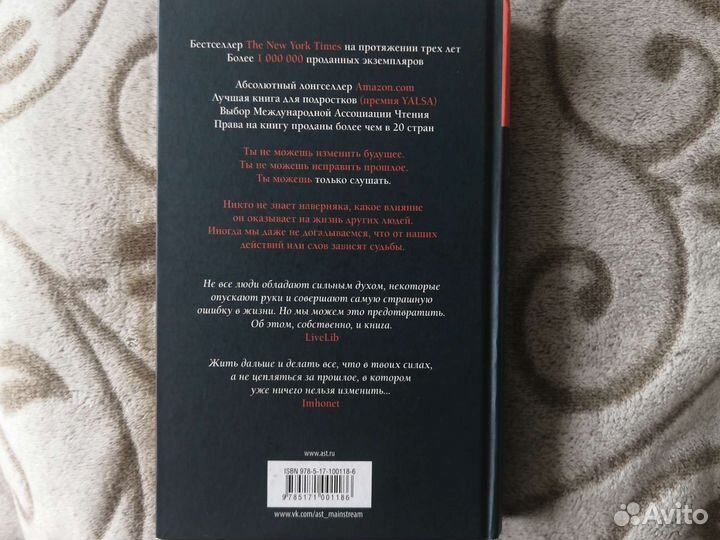 Бестселлер The New York Times на протяжении трех лет
Более 1 000 000 проданных экземпляров
Абсолютный лонгселлер Amazon.com
Лучшая книга для подростков (премия YALSA)
Выбор Международной Ассоциации Чтения
Права на книгу проданы более чем в 20 стран
Ты не можешь изменить будущее.
Ты не можешь исправить прошлое.
Ты можешь только слушать.
Никто не знает наверняка, какое влияние
он оказывает на жизнь других людей.
Иногда мы даже не догадываемся, что от наших
действий или слов зависят судьбы.
Не все люди обладают сильным духом, некоторые
опускают руки и совершают самую страшную
ошибку в жизни. Но мы можем это предотвратить.
Об этом, собственно, и книга.
LiveLib
Жить дальше и делать все, что в твоих силах,
а не цепляться за прошлое, в котором
уже ничего нельзя изменить...
Imhonet
www.ast.ru
ISBN 978-5-17-100118-6
9785171001186
www.vk.com/ast_mainstream
Avito